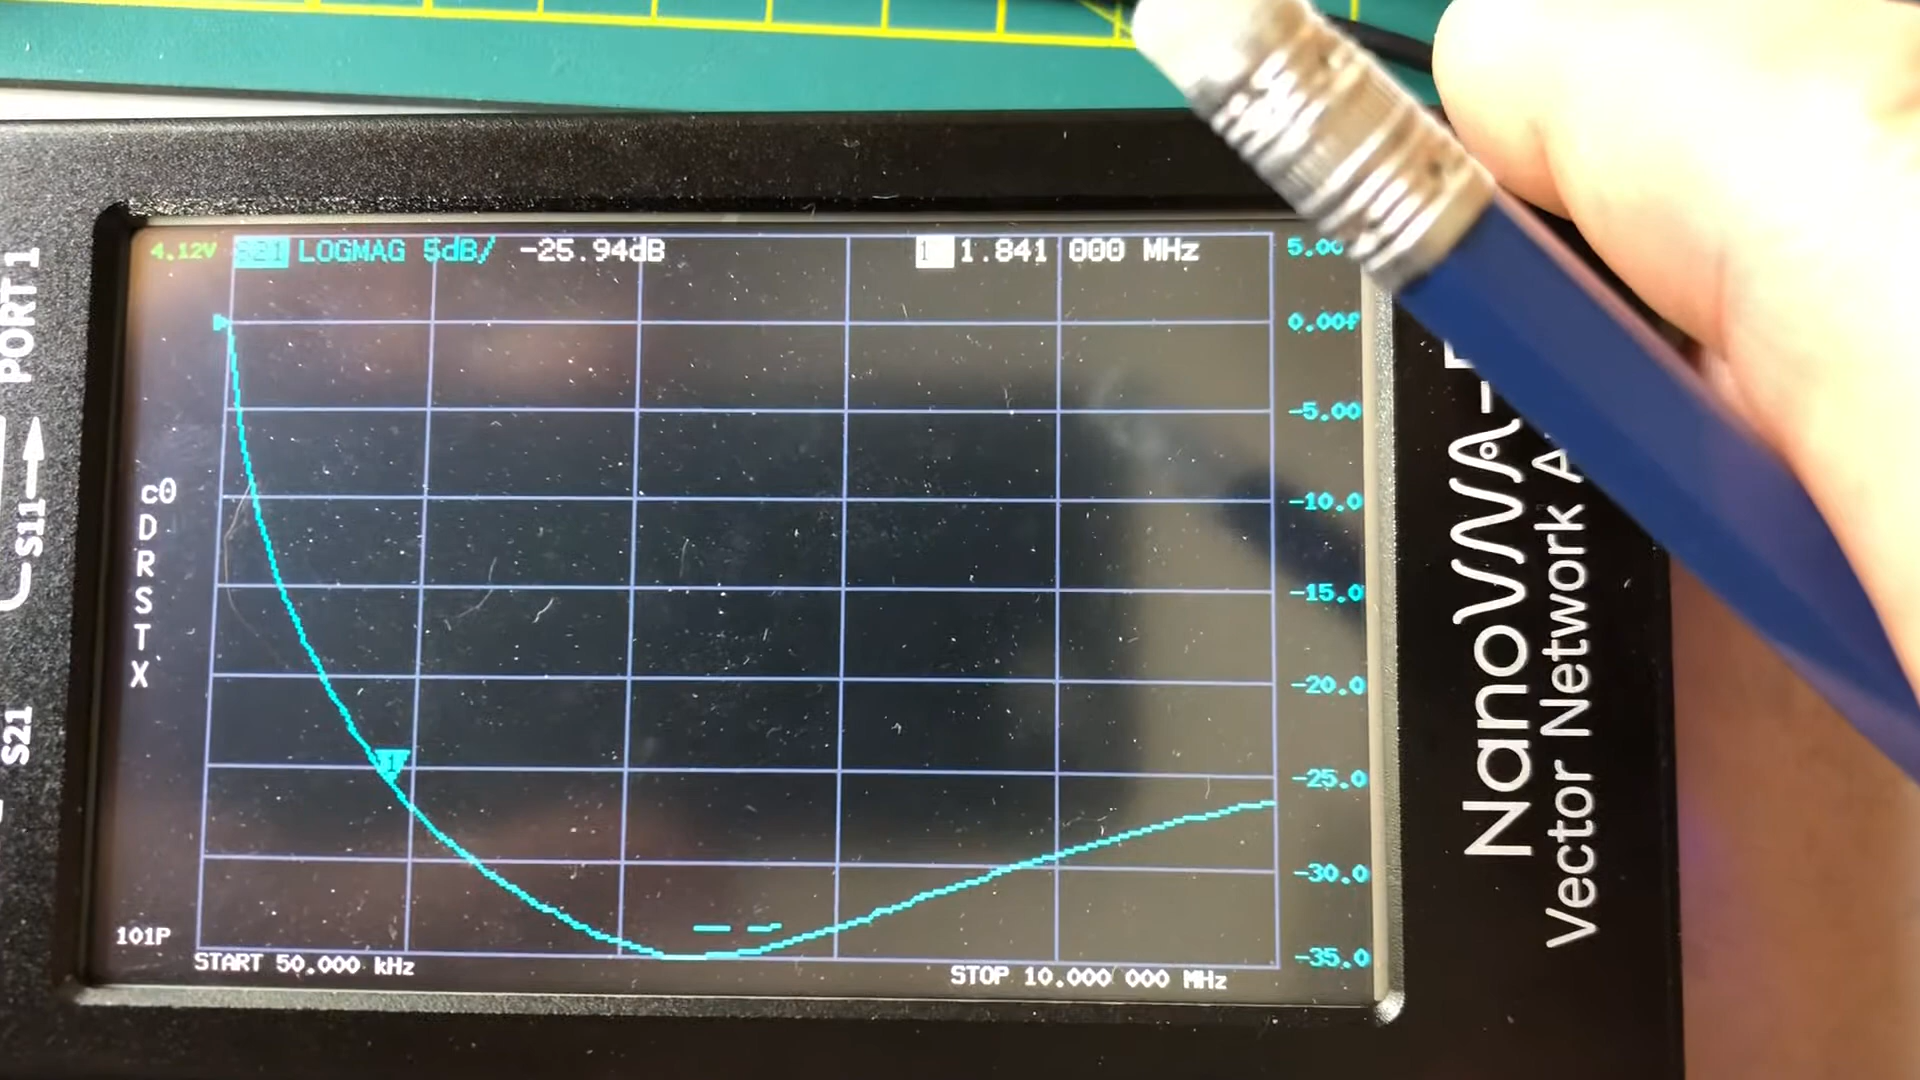 4.12V S21 LOGMAG 5dB/ -25.94dB 1 1.841 000 MHz
5.00
0.00
-5.00
-10.0
-15.0
-20.0
-25.0
-30.0
-35.0
c0
D
R
S
T
X
1
101P
START 50.000 kHz
STOP 10.000 000 MHz
PORT1
S11
S21
NanoVNA-
Vector Network A